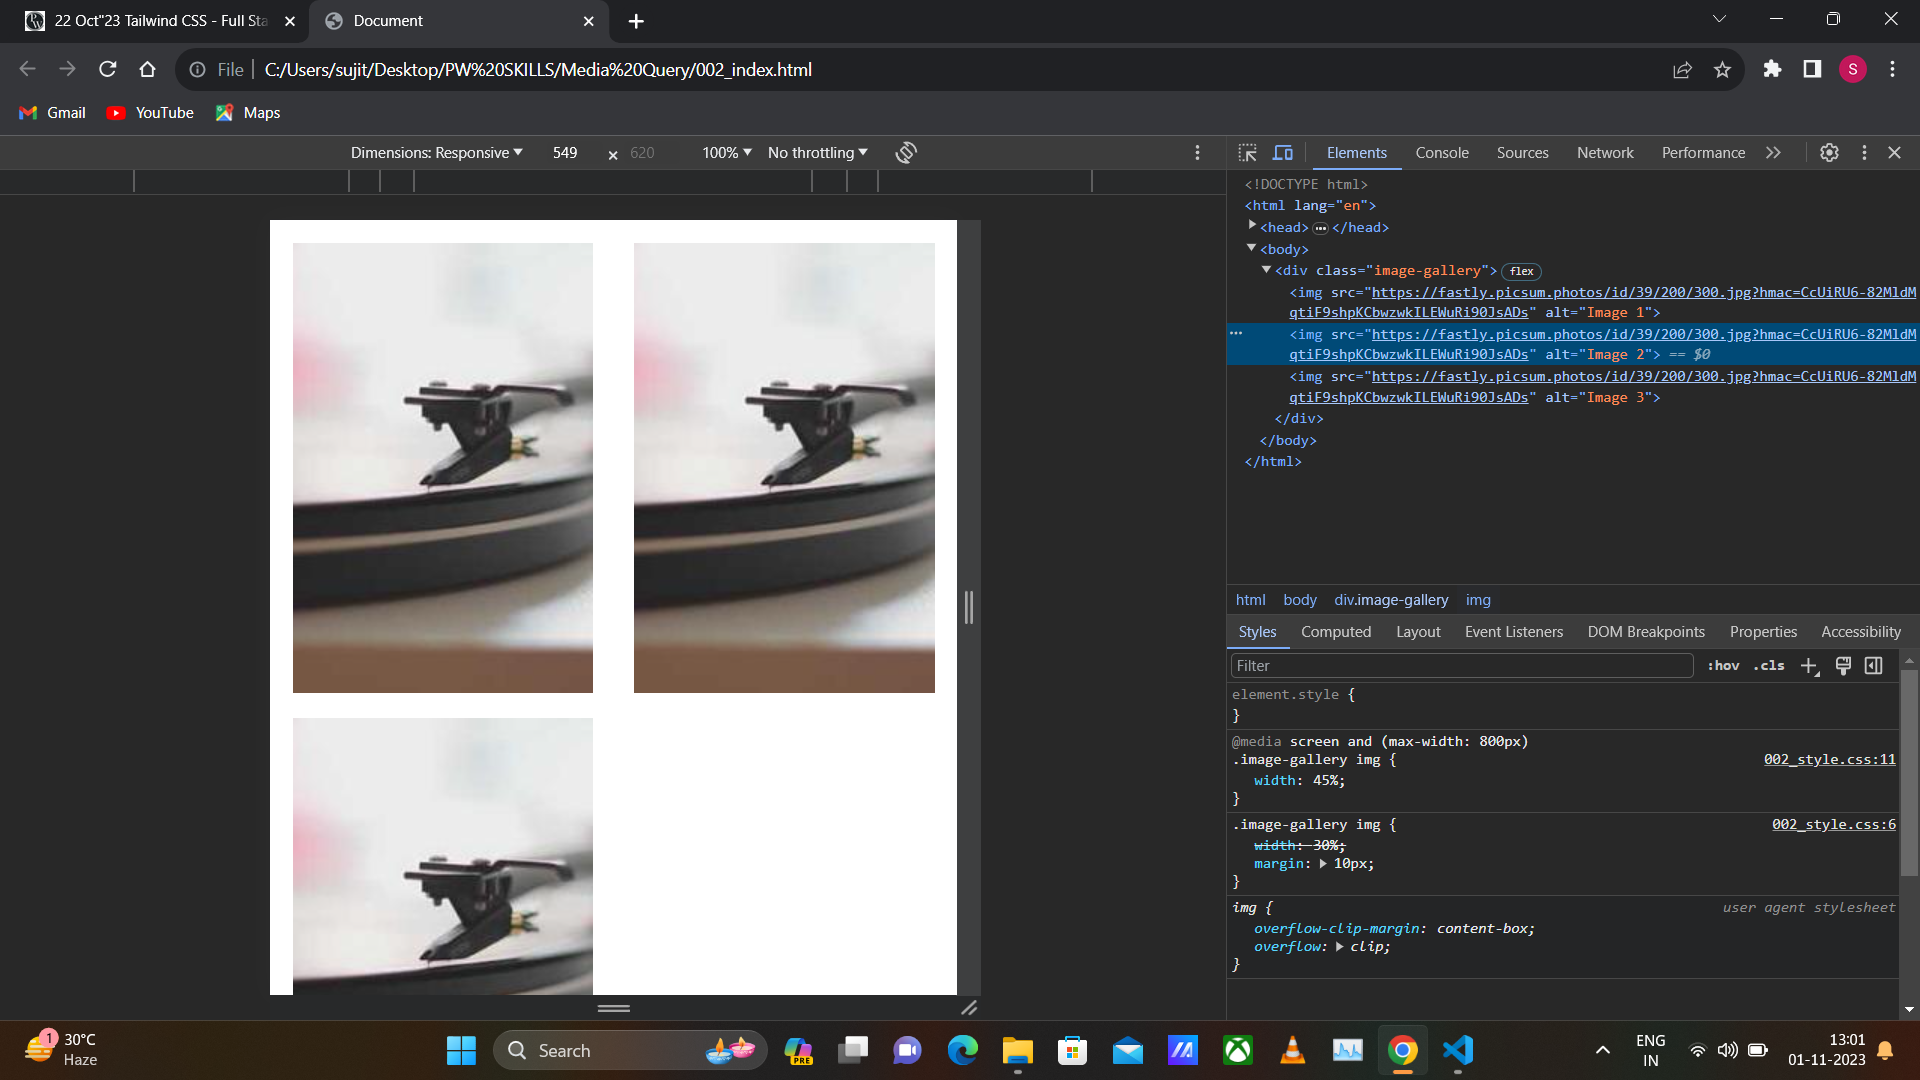 22 Oct"23 Tailwind CSS - Full Sta
Document
File
C:/Users/sujit/Desktop/PW%20SKILLS/Media%20Query/002_index.html
S
Gmail
YouTube
Maps
Dimensions: Responsive
549
620
100%
No throttling
Elements
Console
Sources
Network
Performance
<!DOCTYPE html>
<html lang="en">
<head>
</head>
<body>
<div class="image-gallery">
flex
<img src="https://fastly.picsum.photos/id/39/200/300.jpg?hmac=CcUiRU6-82MldM
qtiF9shpKCbwzwkILEWuRi90JsADs" alt="Image 1">
<img src="https://fastly.picsum.photos/id/39/200/300.jpg?hmac=CcUiRU6-82MldM
qtiF9shpKCbwzwkILEWuRi90JsADs" alt="Image 2"> == $0
<img src="https://fastly.picsum.photos/id/39/200/300.jpg?hmac=CcUiRU6-82MldM
qtiF9shpKCbwzwkILEWuRi90JsADs" alt="Image 3">
</div>
</body>
</html>
html
body
div.image-gallery
img
Styles
Computed
Layout
Event Listeners
DOM Breakpoints
Properties
Accessibility
Filter
:hov
.cls
element.style {
}
@media screen and (max-width: 800px)
.image-gallery img {
002_style.css:11
width: 45%;
}
.image-gallery img {
002_style.css:6
width: 30%;
margin: 10px;
}
img {
user agent stylesheet
overflow-clip-margin: content-box;
overflow: clip;
}
1
30°C
Haze
Search
PRE
ENG
IN
13:01
01-11-2023